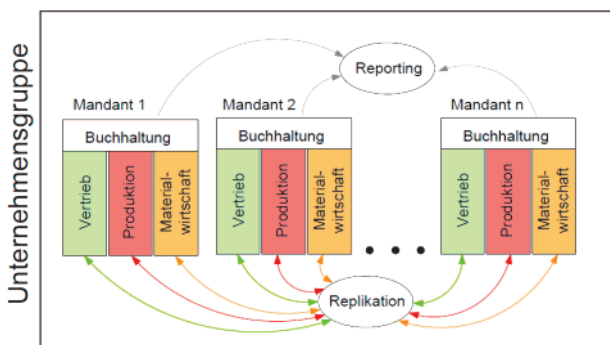 Unternehmensgruppe
Reporting
Mandant 1
Mandant 2
Mandant n
Buchhaltung
Buchhaltung
Buchhaltung
Vertrieb
Produktion
Material-
wirtschaft
Vertrieb
Produktion
Material-
wirtschaft
Vertrieb
Produktion
Material-
wirtschaft
Replikation